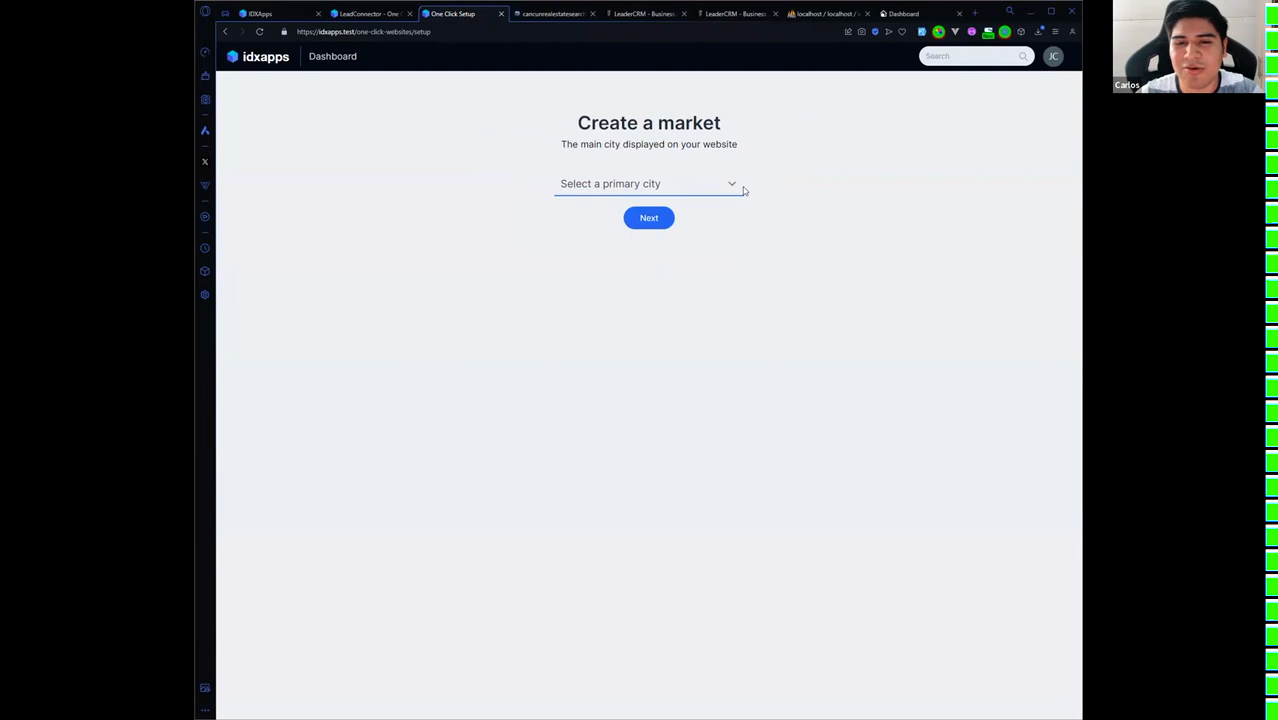 IDXApps
LeadConnector - One C
One Click Setup
cancunrealestatesearch
LeaderCRM - Business
LeaderCRM - Business
localhost / localhost /
Dashboard
https://idxapps.test/one-click-websites/setup
idxapps
Dashboard
Search
JC
Carlos
Create a market
The main city displayed on your website
Select a primary city
Next